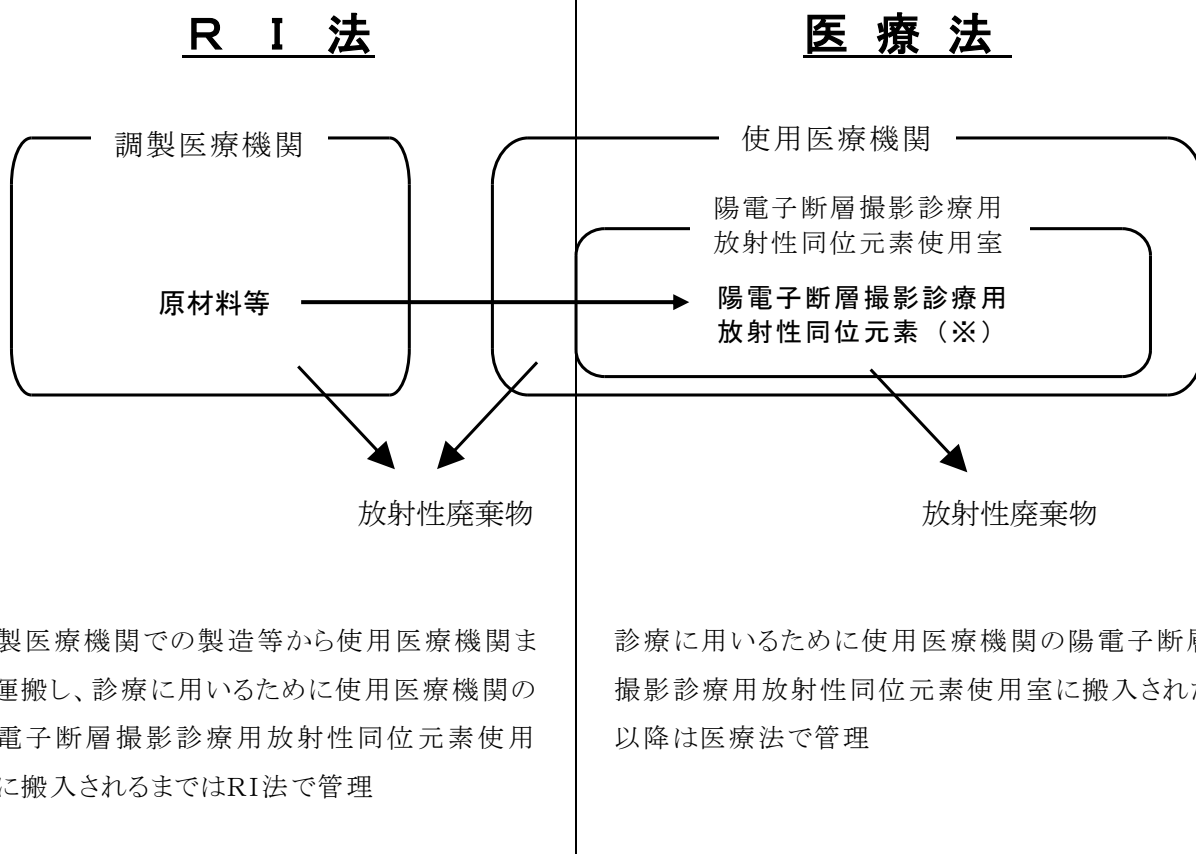 ＲＩ法
医療法
調製医療機関
使用医療機関
陽電子断層撮影診療用
放射性同位元素使用室
原材料等
陽電子断層撮影診療用
放射性同位元素（※）
放射性廃棄物
放射性廃棄物
製医療機関での製造等から使用医療機関ま
運搬し、診療に用いるために使用医療機関の
電子断層撮影診療用放射性同位元素使用
に搬入されるまではRI法で管理
診療に用いるために使用医療機関の陽電子断層
撮影診療用放射性同位元素使用室に搬入された
以降は医療法で管理